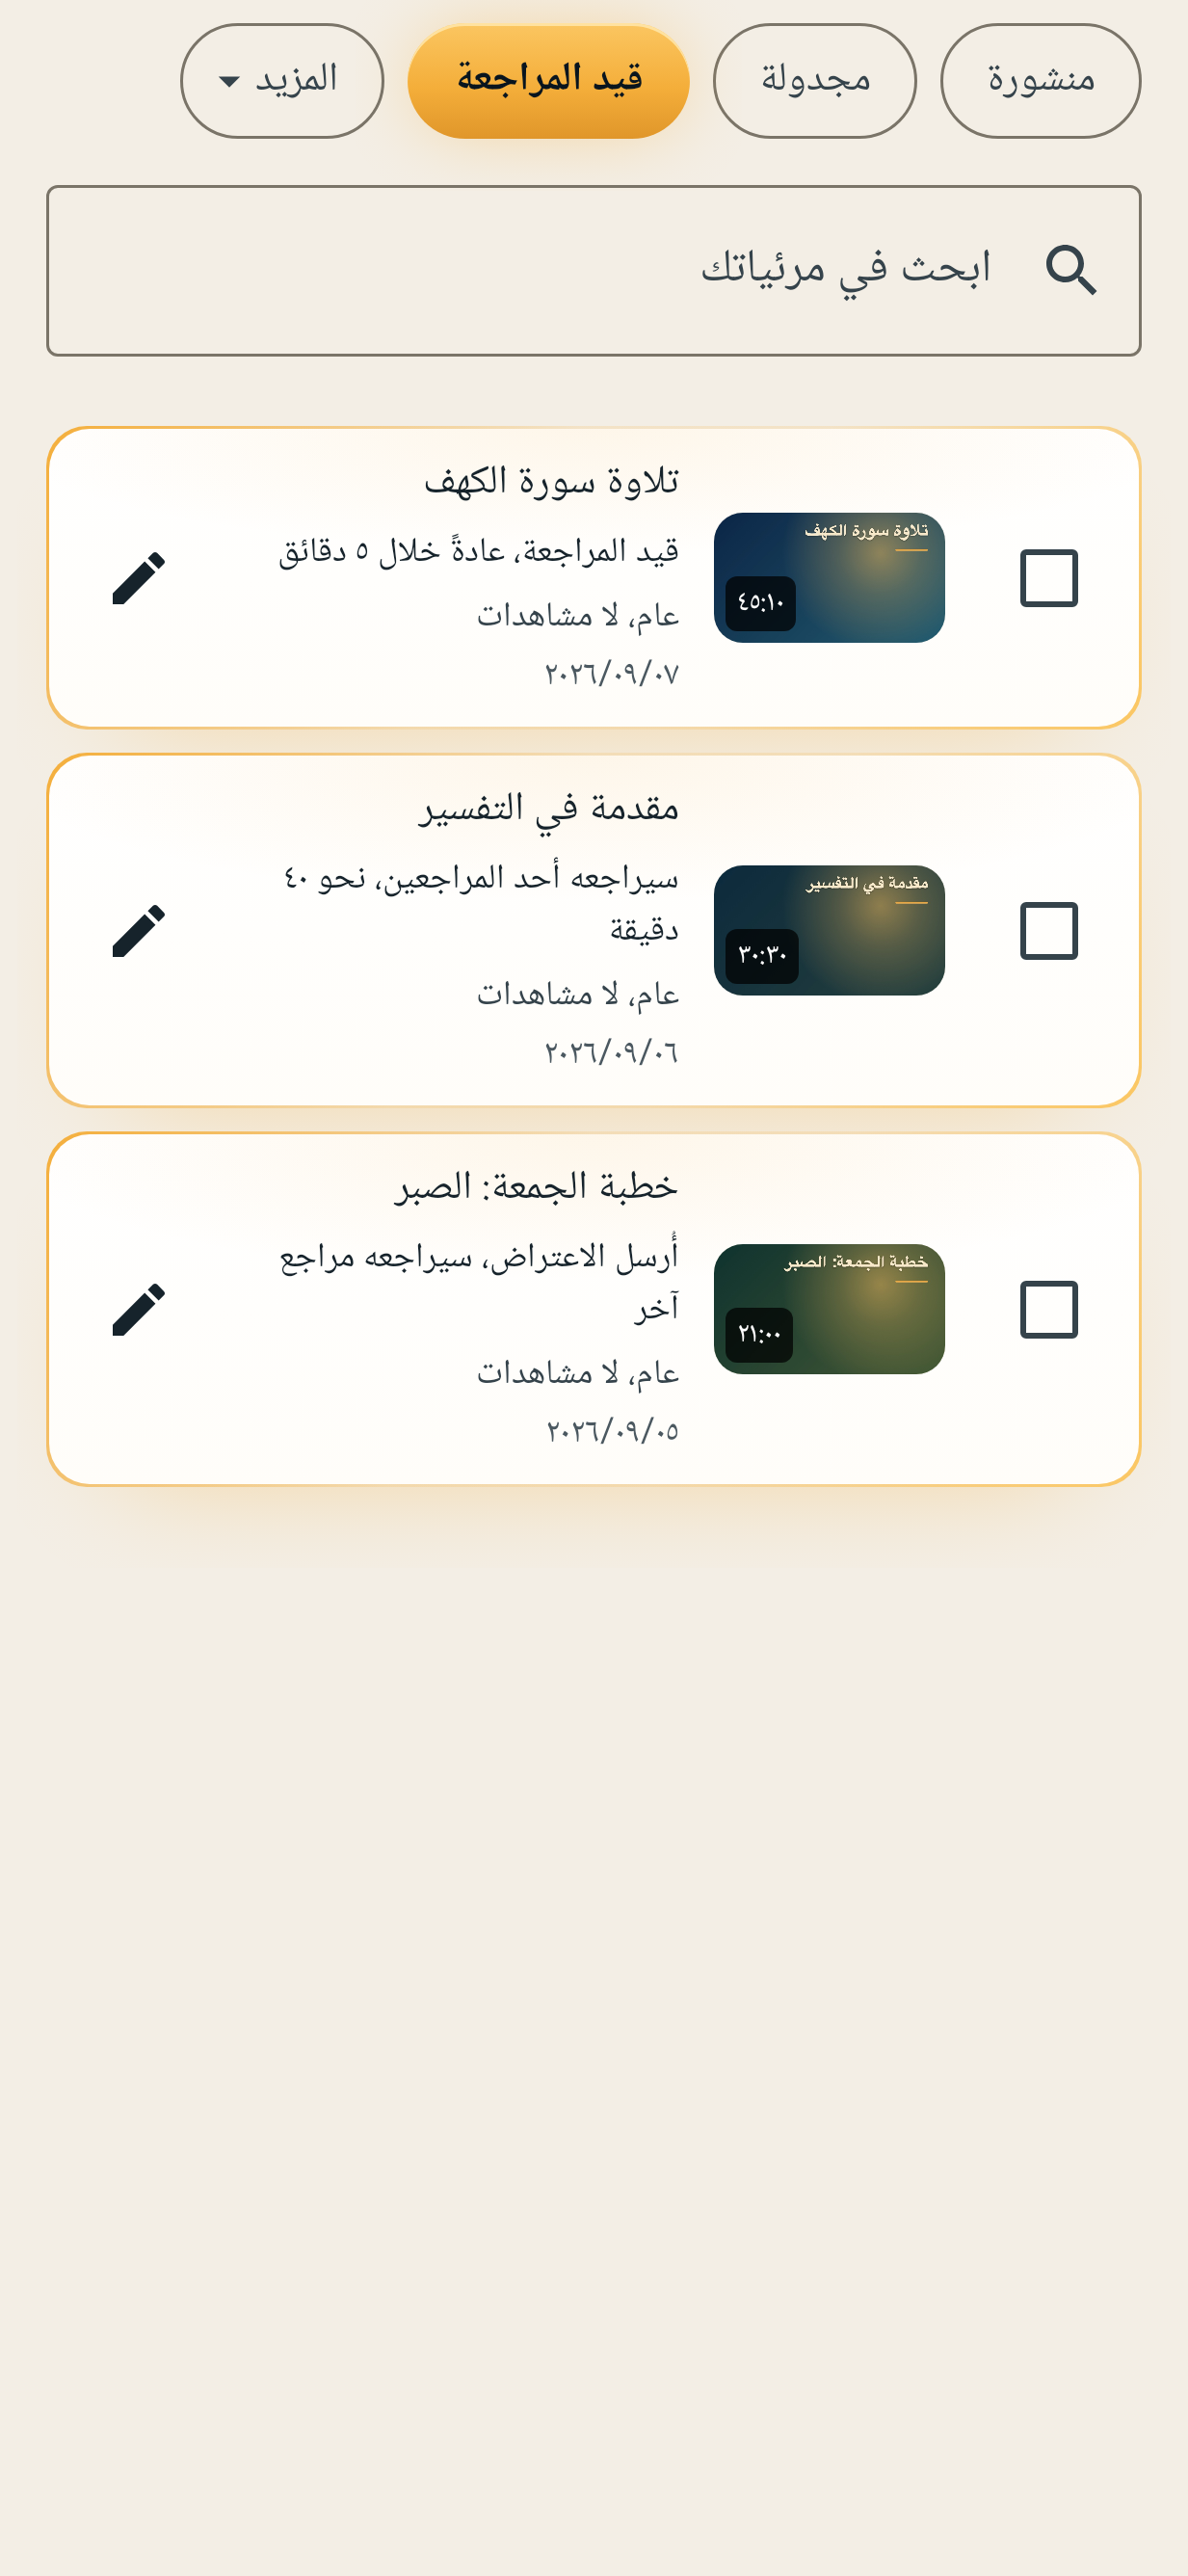 منشورة
مجدولة
قيد المراجعة
المزيد
ابحث في مرئياتك
تلاوة سورة الكهف
٤٥:١٠
تلاوة سورة الكهف
قيد المراجعة، عادةً خلال ٥ دقائق
عام، لا مشاهدات
٢٠٢٦/٠٩/٠٧
مقدمة في التفسير
٣٠:٣٠
مقدمة في التفسير
سيراجعه أحد المراجعين، نحو ٤٠
دقيقة
عام، لا مشاهدات
٢٠٢٦/٠٩/٠٦
خطبة الجمعة: الصبر
٢١:٠٠
خطبة الجمعة: الصبر
أُرسل الاعتراض، سيراجعه مراجع
آخر
عام، لا مشاهدات
٢٠٢٦/٠٩/٠٥